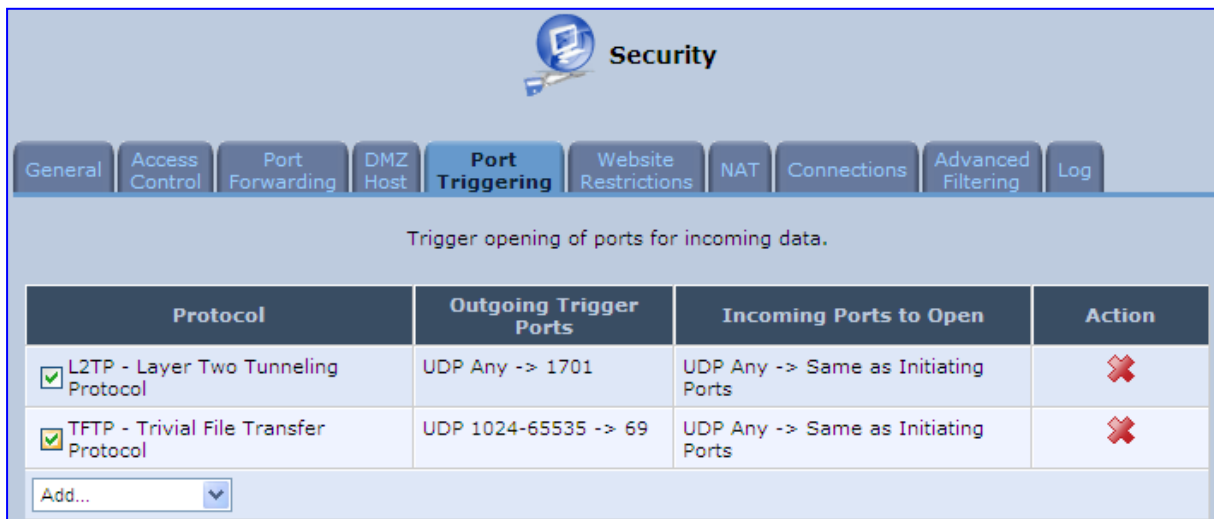 Security
General
Access
Control
Port
Forwarding
DMZ
Host
Port
Triggering
Website
Restrictions
NAT
Connections
Advanced
Filtering
Log
Trigger opening of ports for incoming data.
Protocol
Outgoing Trigger
Ports
Incoming Ports to Open
Action
L2TP - Layer Two Tunneling
Protocol
UDP Any -> 1701
UDP Any -> Same as Initiating
Ports
TFTP - Trivial File Transfer
Protocol
UDP 1024-65535 -> 69
UDP Any -> Same as Initiating
Ports
Add...